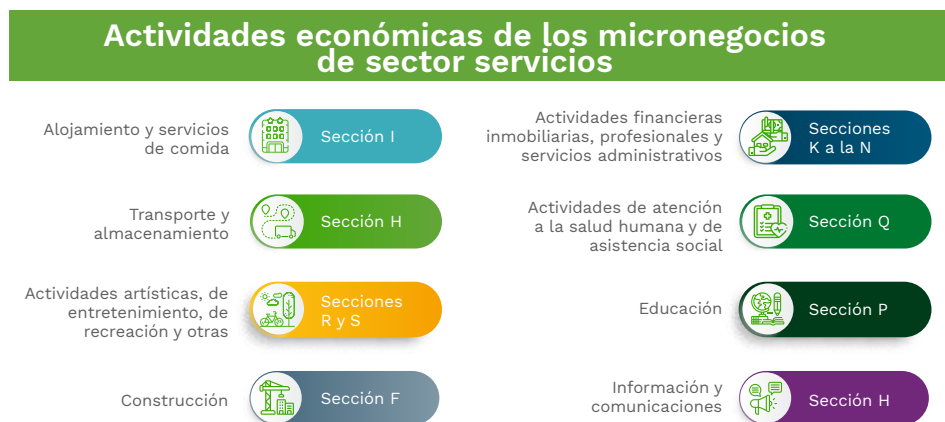 Actividades económicas de los micronegocios
de sector servicios
Alojamiento y servicios
de comida
Sección I
Transporte y
almacenamiento
Sección H
Actividades artísticas, de
entretenimiento, de
recreación y otras
Secciones
R y S
Construcción
Sección F
Actividades financieras
inmobiliarias, profesionales y
servicios administrativos
Secciones
K a la N
Actividades de atención
a la salud humana y de
asistencia social
Sección Q
Educación
Sección P
Información y
comunicaciones
Sección H